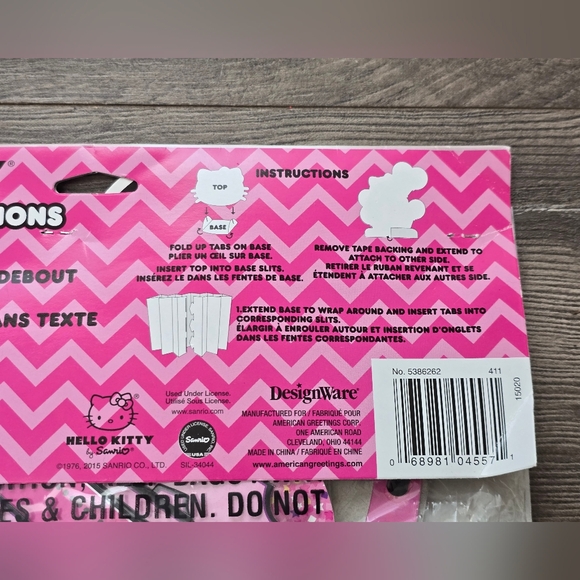 ®
IONS
DEBOUT
ANS TEXTE
INSTRUCTIONS
TOP
BASE
FOLD UP TABS ON BASE
PLIER UN ŒIL SUR BASE.
INSERT TOP INTO BASE SLITS.
INSÉREZ LE DANS LES FENTES DE BASE.
REMOVE TAPE BACKING AND EXTEND TO
ATTACH TO OTHER SIDE.
RETIRER LE RUBAN REVENANT ET SE
ÉTENDENT À ATTACHER AUX AUTRES SIDE.
1.EXTEND BASE TO WRAP AROUND AND INSERT TABS INTO
CORRESPONDING SLITS.
ÉLARGIR À ENROULER AUTOUR ET INSERTION D'ONGLETS
DANS LES FENTES CORRESPONDANTES.
HELLO KITTY
by Sanrio
©1976, 2015 SANRIO CO., LTD.
Used Under License.
Utilisé Sous License.
www.sanrio.com
USED UNDER LICENSE
Sanrio
USA
SIL-34044
DesignWare®
MANUFACTURED FOR / FABRIQUÉ POUR
AMERICAN GREETINGS CORP.
ONE AMERICAN ROAD
CLEVELAND, OHIO 44144
MADE IN CHINA / FABRIQUÉ EN CHINE
www.americangreetings.com
No. 5386262 411
15020
0 68981 04557 1
ES & CHILDREN. DO NOT